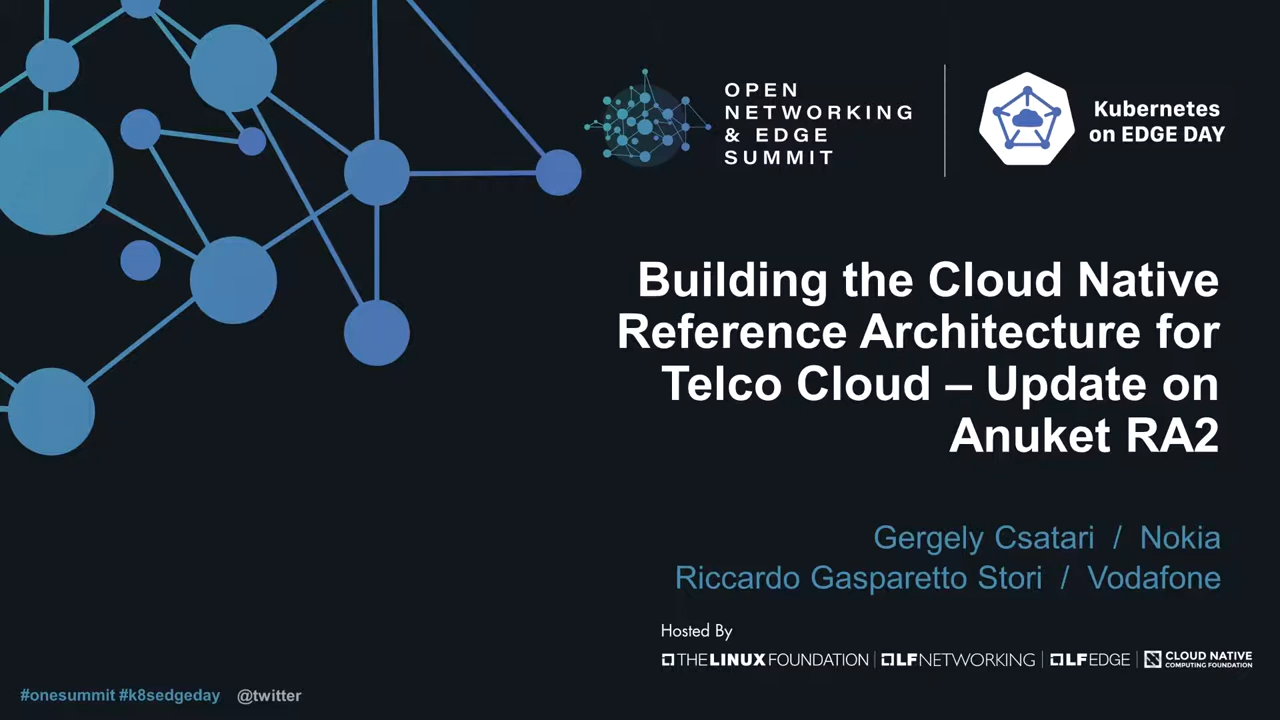 OPEN
NETWORKING
& EDGE
SUMMIT
Kubernetes
on EDGE DAY
Building the Cloud Native
Reference Architecture for
Telco Cloud – Update on
Anuket RA2
Gergely Csatari / Nokia
Riccardo Gasparetto Stori / Vodafone
Hosted By
THE LINUX FOUNDATION | LF NETWORKING | LF EDGE | CLOUD NATIVE
COMPUTING FOUNDATION
#onesummit #k8sedgeday @twitter